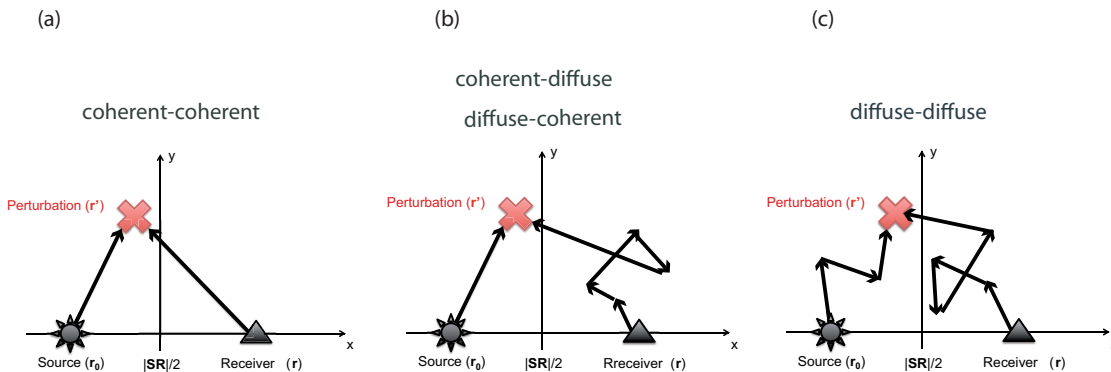 (a)
coherent-coherent
y
Perturbation (r')
x
Source (r₀)
|SR|/2
Receiver (r)
(b)
coherent-diffuse
diffuse-coherent
y
Perturbation (r')
x
Source (r₀)
|SR|/2
Rreceiver (r)
(c)
diffuse-diffuse
y
Perturbation (r')
x
Source (r₀)
|SR|/2
Receiver (r)